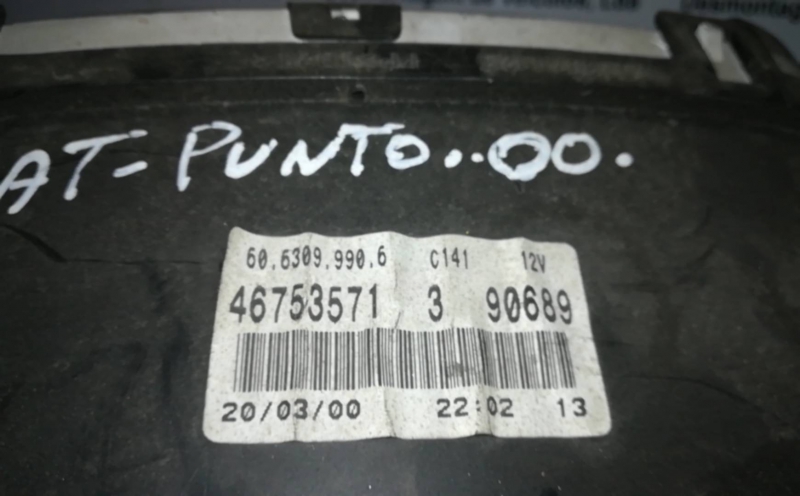 AT-PUNTO..00.
60.6309.990.6 C141 12V
46753571 3 90689
20/03/00 22:02 13